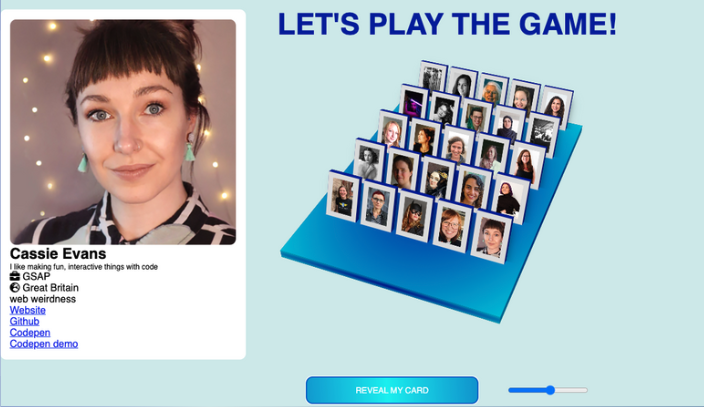 LET'S PLAY THE GAME!
Cassie Evans
I like making fun, interactive things with code
GSAP
Great Britain
web weirdness
Website
Github
Codepen
Codepen demo
REVEAL MY CARD